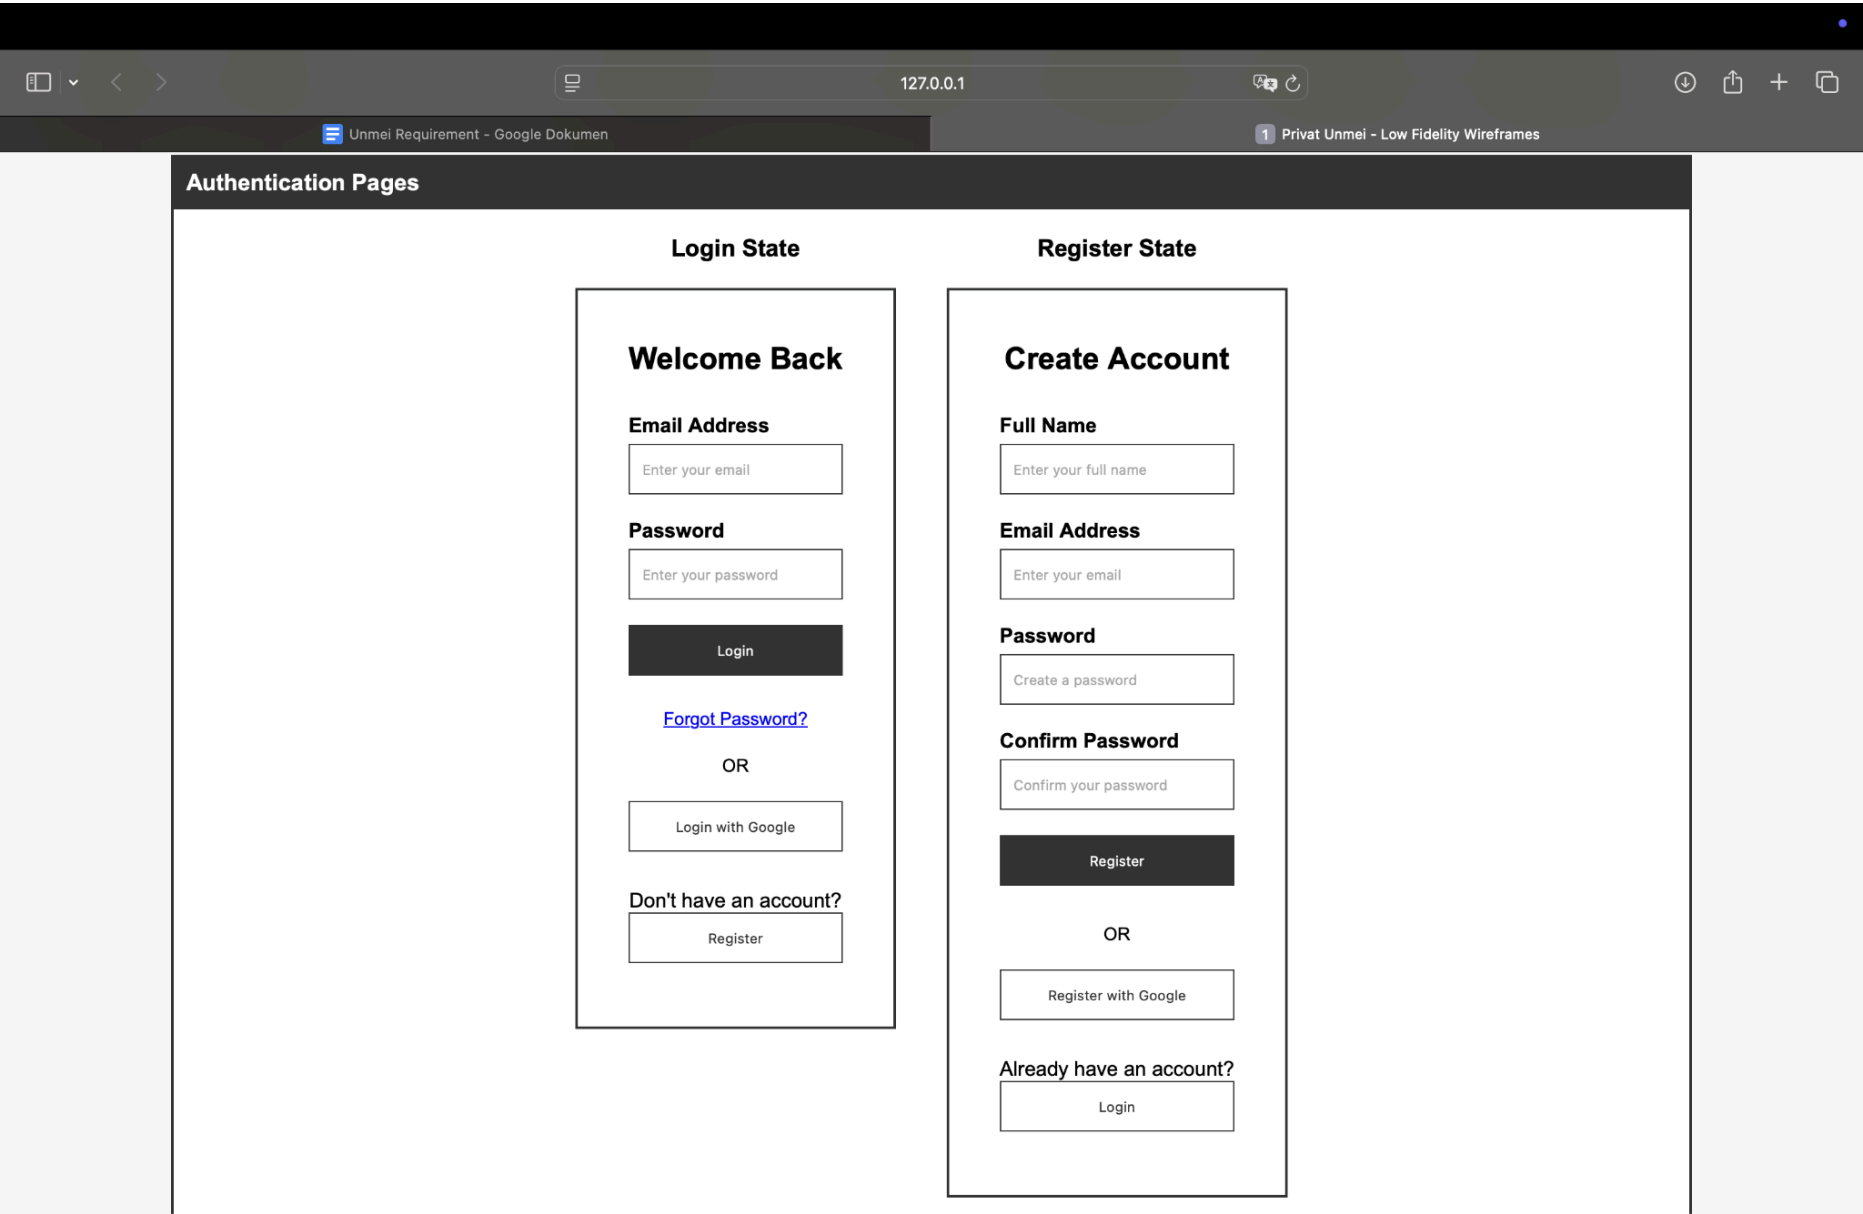 127.0.0.1
Unmei Requirement - Google Dokumen
1 Privat Unmei - Low Fidelity Wireframes
Authentication Pages
Login State
Welcome Back
Email Address
Enter your email
Password
Enter your password
Login
Forgot Password?
OR
Login with Google
Don't have an account?
Register
Register State
Create Account
Full Name
Enter your full name
Email Address
Enter your email
Password
Create a password
Confirm Password
Confirm your password
Register
OR
Register with Google
Already have an account?
Login